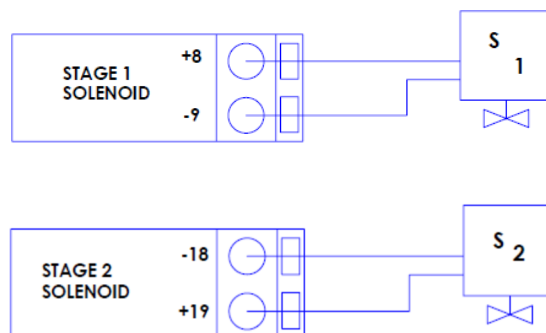 +8
STAGE 1
SOLENOID
-9
S
1
-18
STAGE 2
SOLENOID
+19
S 2